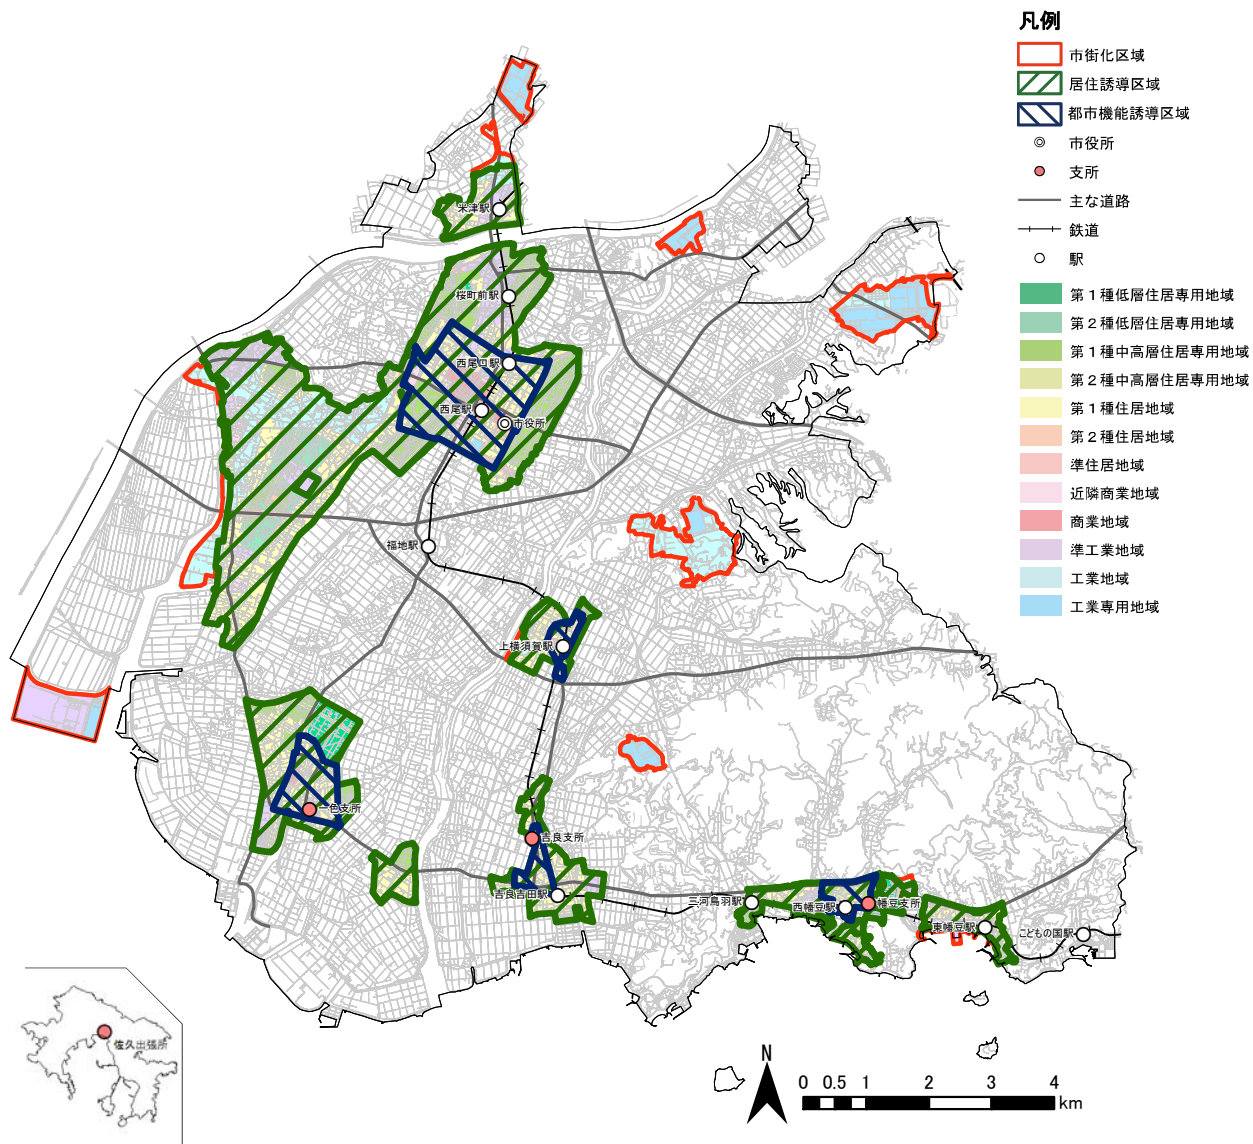 凡例
市街化区域
居住誘導区域
都市機能誘導区域
市役所
支所
主な道路
鉄道
駅
第1種低層住居専用地域
第2種低層住居専用地域
第1種中高層住居専用地域
第2種中高層住居専用地域
第1種住居地域
第2種住居地域
準住居地域
近隣商業地域
商業地域
準工業地域
工業地域
工業専用地域
米津駅
桜町前駅
西尾口駅
西尾駅
市役所
福地駅
上横須賀駅
一色支所
吉良支所
吉良吉田駅
三河鳥羽駅
西幡豆駅
幡豆支所
東幡豆駅
こどもの国駅
佐久出張所
N
0 0.5 1 2 3 4
km